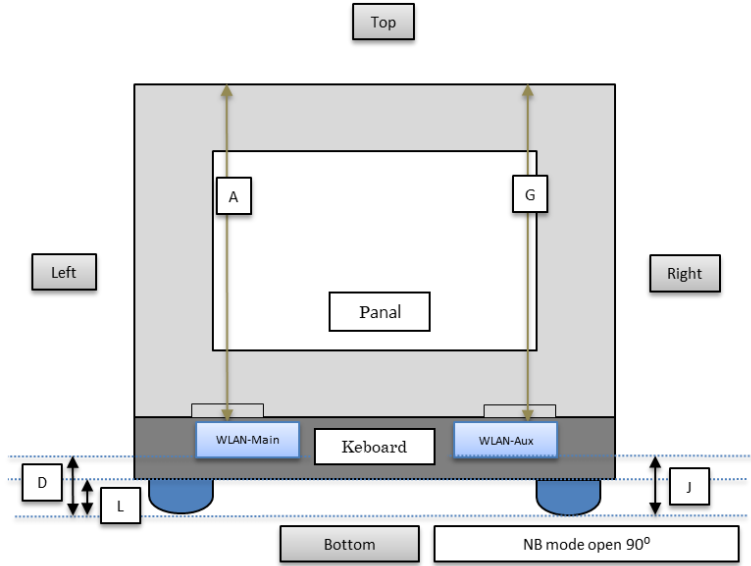 Top
A
G
Left
Right
Panal
WLAN-Main
Keboard
WLAN-Aux
D
L
J
Bottom
NB mode open 90⁰